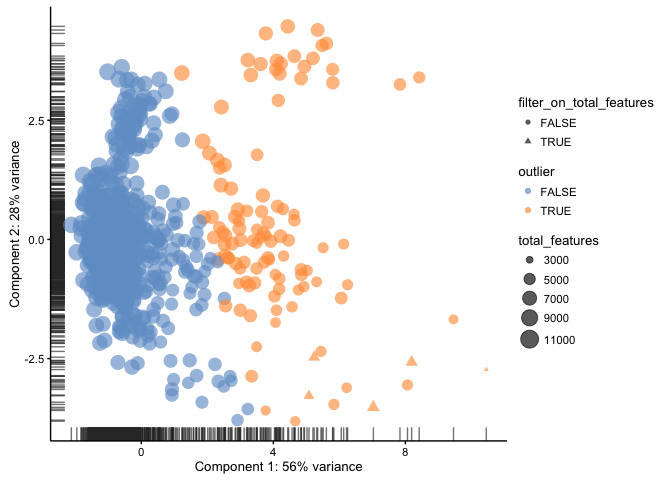 filter_on_total_features
FALSE
TRUE
outlier
FALSE
TRUE
total_features
3000
5000
7000
9000
11000
Component 2: 28% variance
2.5
0.0
-2.5
0
4
8
Component 1: 56% variance